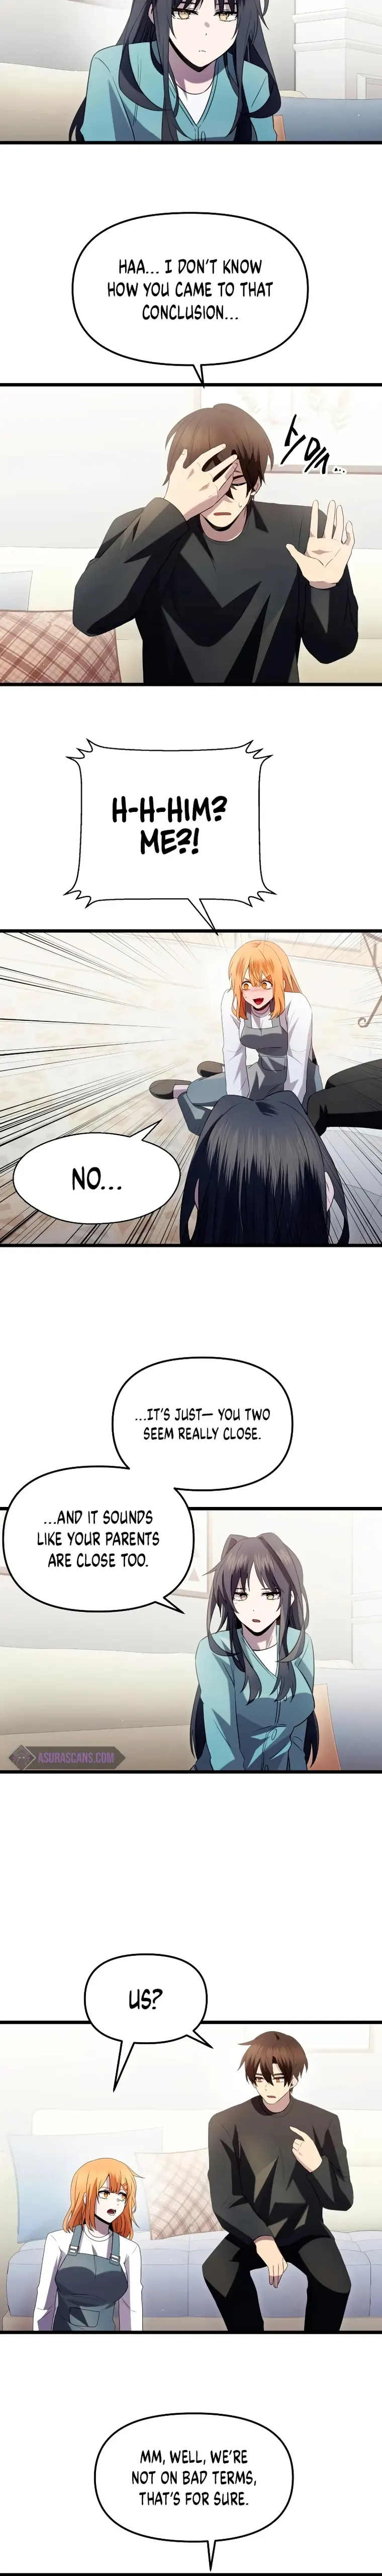 HAA... I DON'T KNOW
HOW YOU CAME TO THAT
CONCLUSION...
H-H-HIM?
ME?!
NO...
...IT'S JUST— YOU TWO
SEEM REALLY CLOSE.
...AND IT SOUNDS
LIKE YOUR PARENTS
ARE CLOSE TOO.
ASURASCANS.COM
US?
MM, WELL, WE'RE
NOT ON BAD TERMS,
THAT'S FOR SURE.